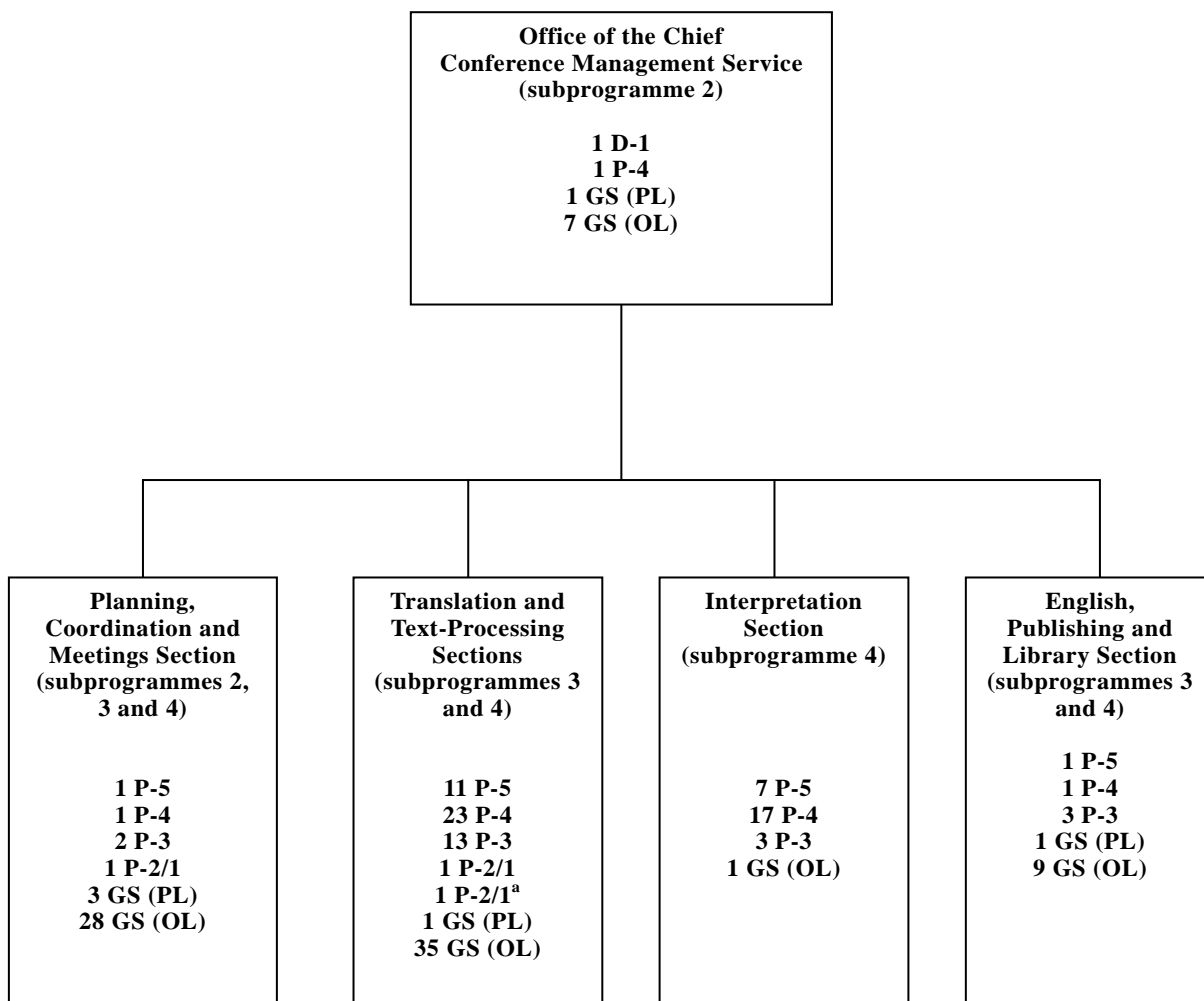 Office of the Chief
Conference Management Service
(subprogramme 2)
1 D-1
1 P-4
1 GS (PL)
7 GS (OL)
Planning,
Coordination and
Meetings Section
(subprogrammes 2,
3 and 4)
1 P-5
1 P-4
2 P-3
1 P-2/1
3 GS (PL)
28 GS (OL)
Translation and
Text-Processing
Sections
(subprogrammes 3
and 4)
11 P-5
23 P-4
13 P-3
1 P-2/1
1 P-2/1a
1 GS (PL)
35 GS (OL)
Interpretation
Section
(subprogramme 4)
7 P-5
17 P-4
3 P-3
1 GS (OL)
English,
Publishing and
Library Section
(subprogrammes 3
and 4)
1 P-5
1 P-4
3 P-3
1 GS (PL)
9 GS (OL)